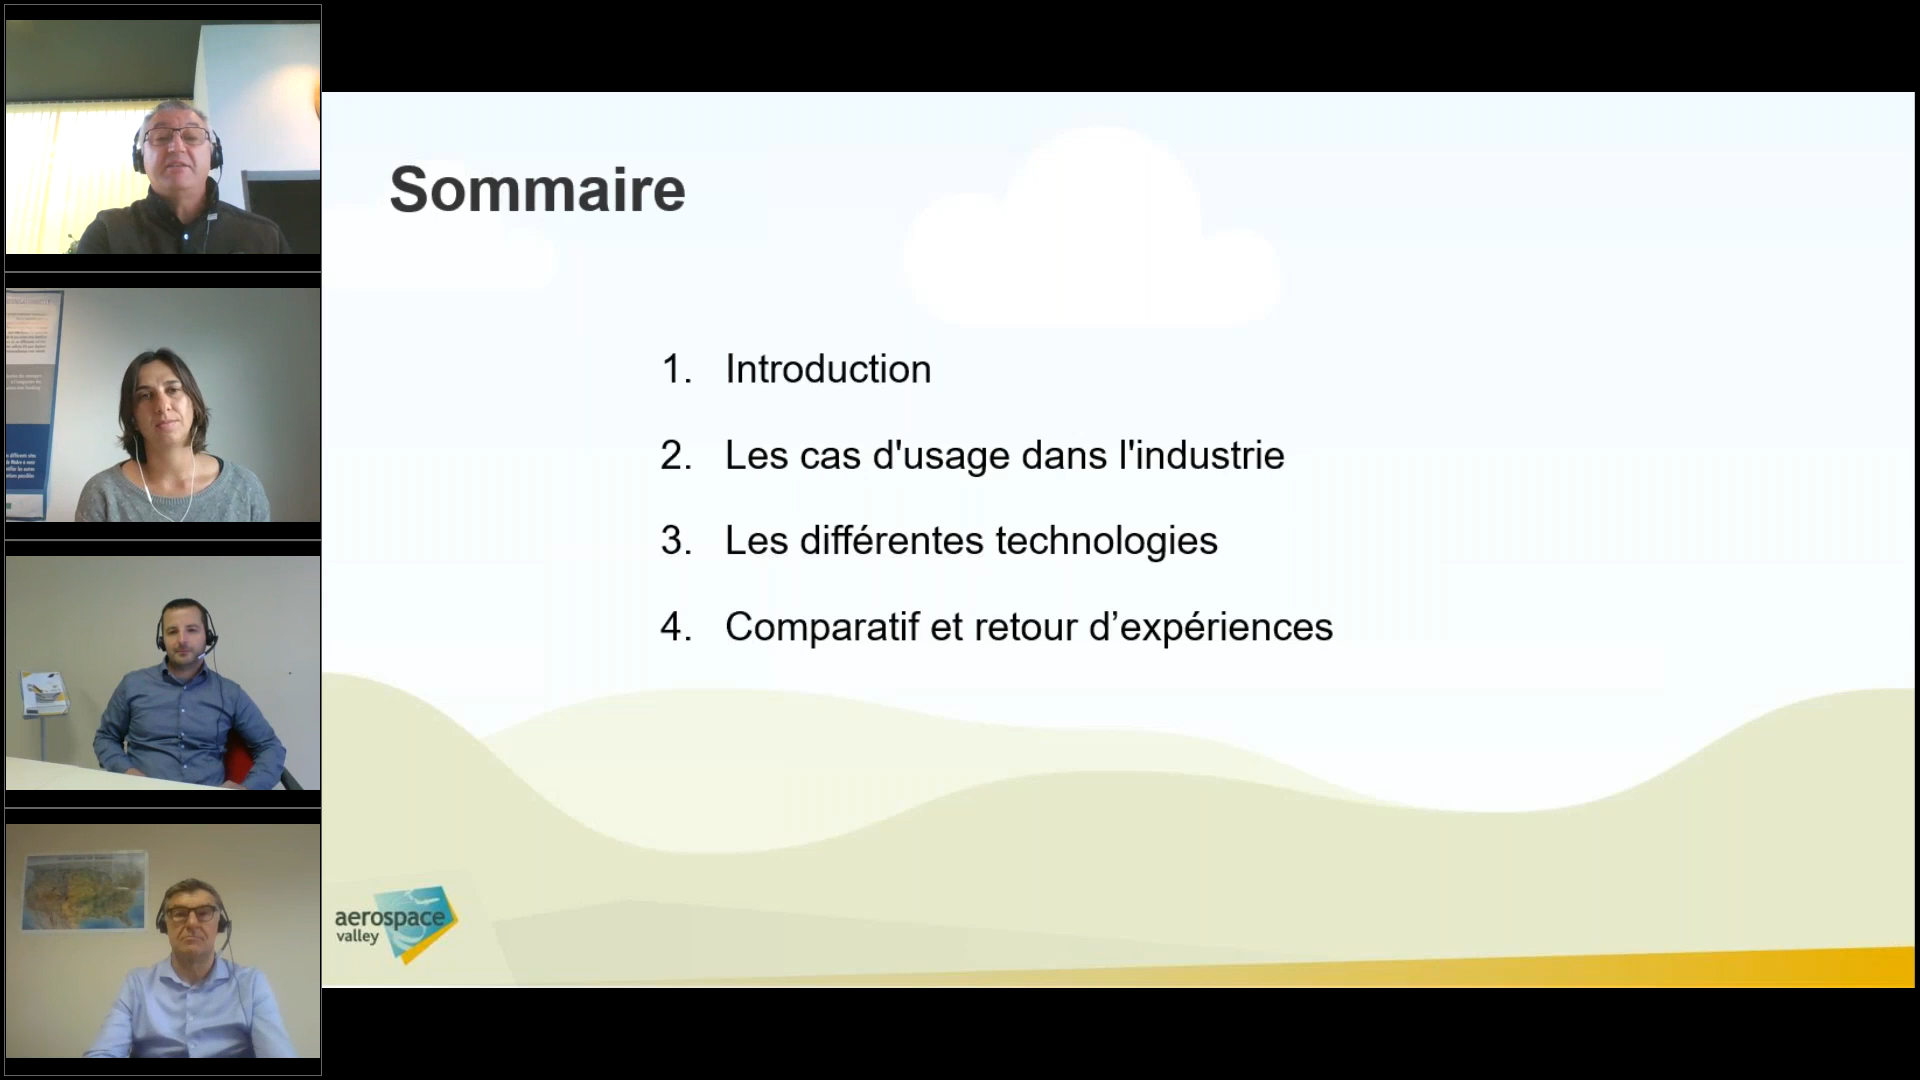 Sommaire
1. Introduction
2. Les cas d'usage dans l'industrie
3. Les différentes technologies
4. Comparatif et retour d’expériences
aerospace
valley